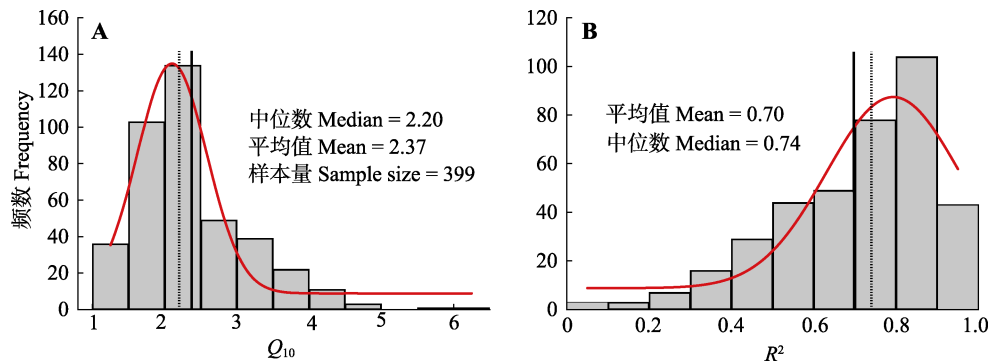 A
频数 Frequency
160
140
120
100
80
60
40
20
0
中位数 Median = 2.20
平均值 Mean = 2.37
样本量 Sample size = 399
1 2 3 4 5 6
Q10
B
120
100
80
60
40
20
0
平均值 Mean = 0.70
中位数 Median = 0.74
0 0.2 0.4 0.6 0.8 1.0
R²